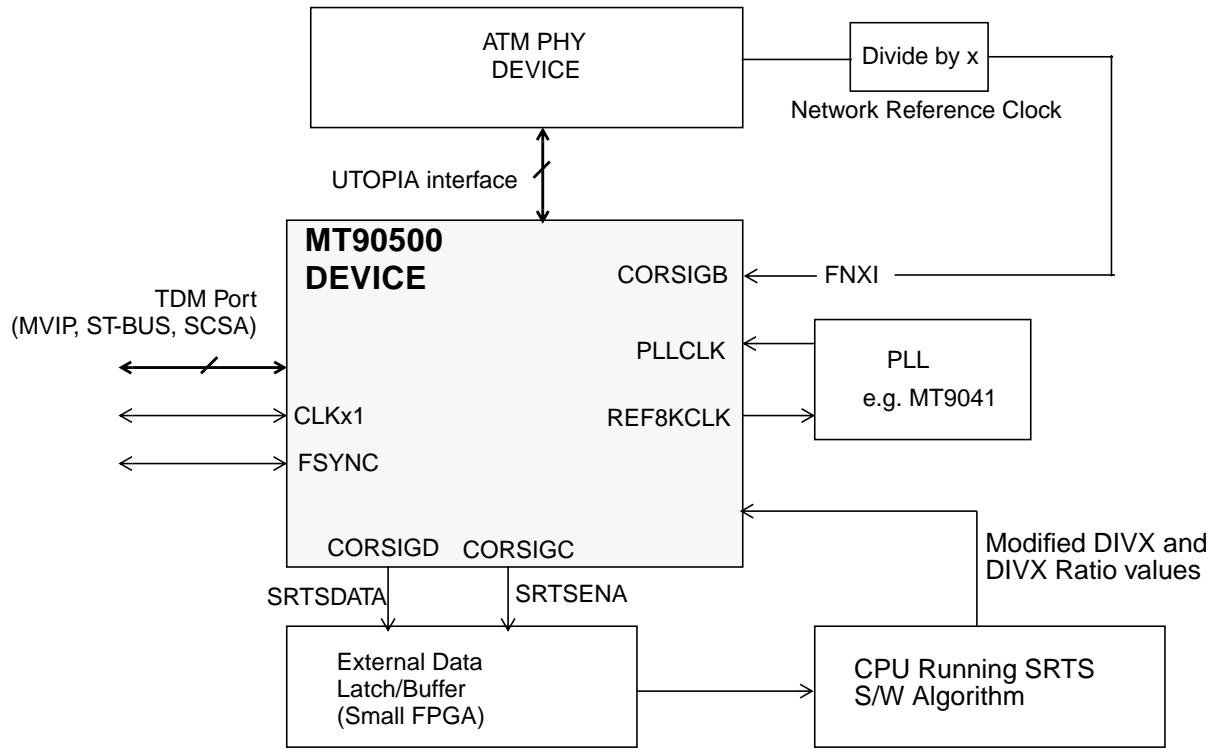 ATM PHY
DEVICE
Divide by x
Network Reference Clock
UTOPIA interface
MT90500
DEVICE
CORSIGB
FNXI
TDM Port
(MVIP, ST-BUS, SCSA)
PLLCLK
PLL
e.g. MT9041
REF8KCLK
CLKx1
FSYNC
CORSIGD
CORSIGC
Modified DIVX and
DIVX Ratio values
SRTSDATA
SRTSENA
External Data
Latch/Buffer
(Small FPGA)
CPU Running SRTS
S/W Algorithm